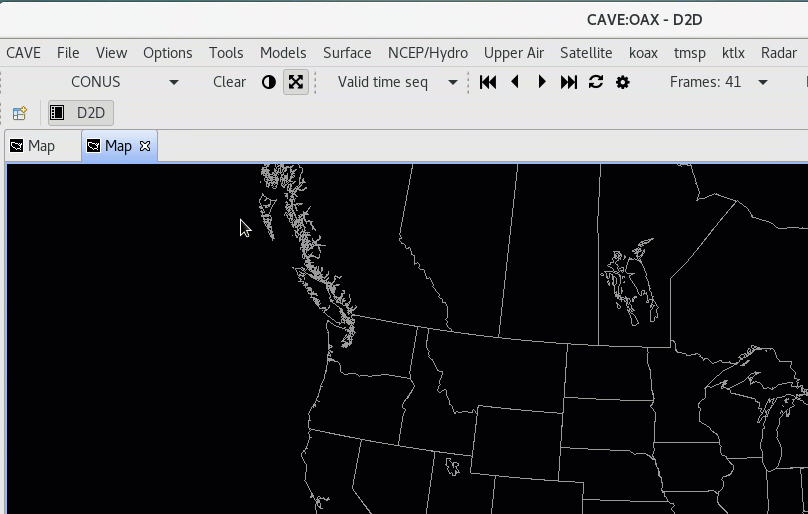 CAVE:OAX - D2D
CAVE File View Options Tools Models Surface NCEP/Hydro Upper Air Satellite koax tmsp ktlx Radar
CONUS Clear Valid time seq Frames: 41
D2D
Map Map